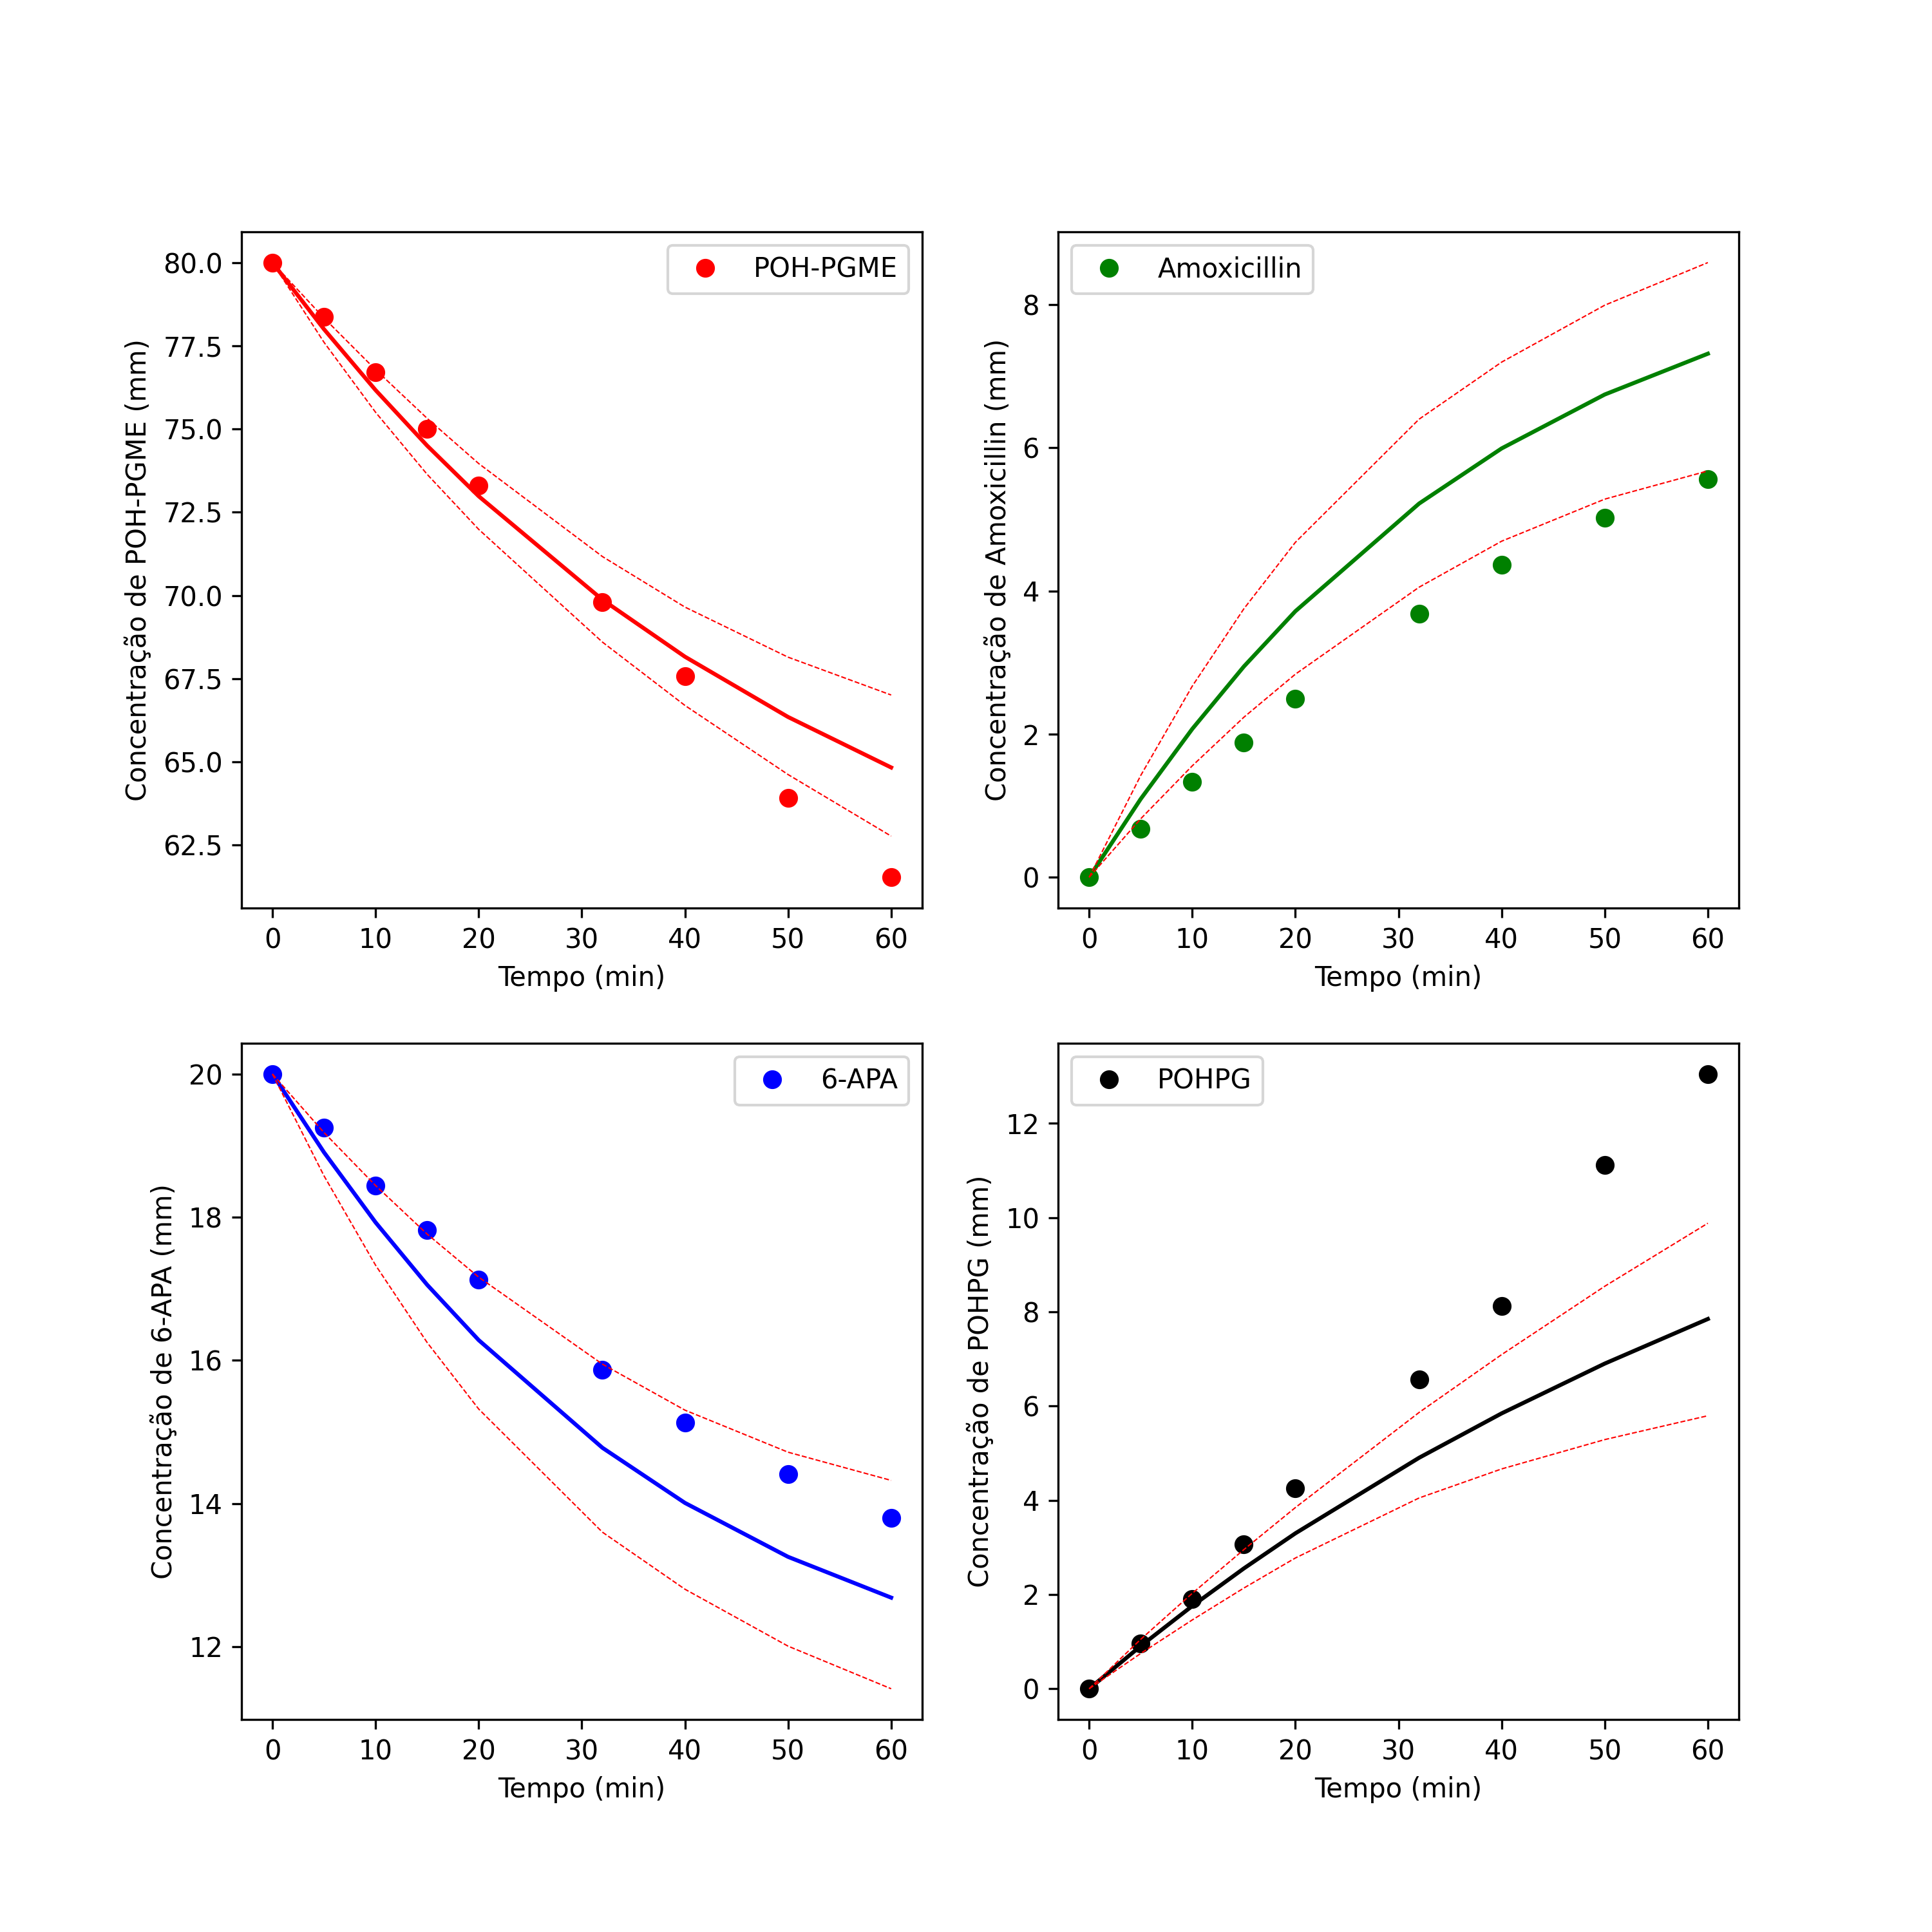 POH-PGME
Concentração de POH-PGME (mm)
80.0
77.5
75.0
72.5
70.0
67.5
65.0
62.5
0 10 20 30 40 50 60
Tempo (min)
Amoxicillin
Concentração de Amoxicillin (mm)
8
6
4
2
0
0 10 20 30 40 50 60
Tempo (min)
6-APA
Concentração de 6-APA (mm)
20
18
16
14
12
0 10 20 30 40 50 60
Tempo (min)
POHPG
Concentração de POHPG (mm)
12
10
8
6
4
2
0
0 10 20 30 40 50 60
Tempo (min)